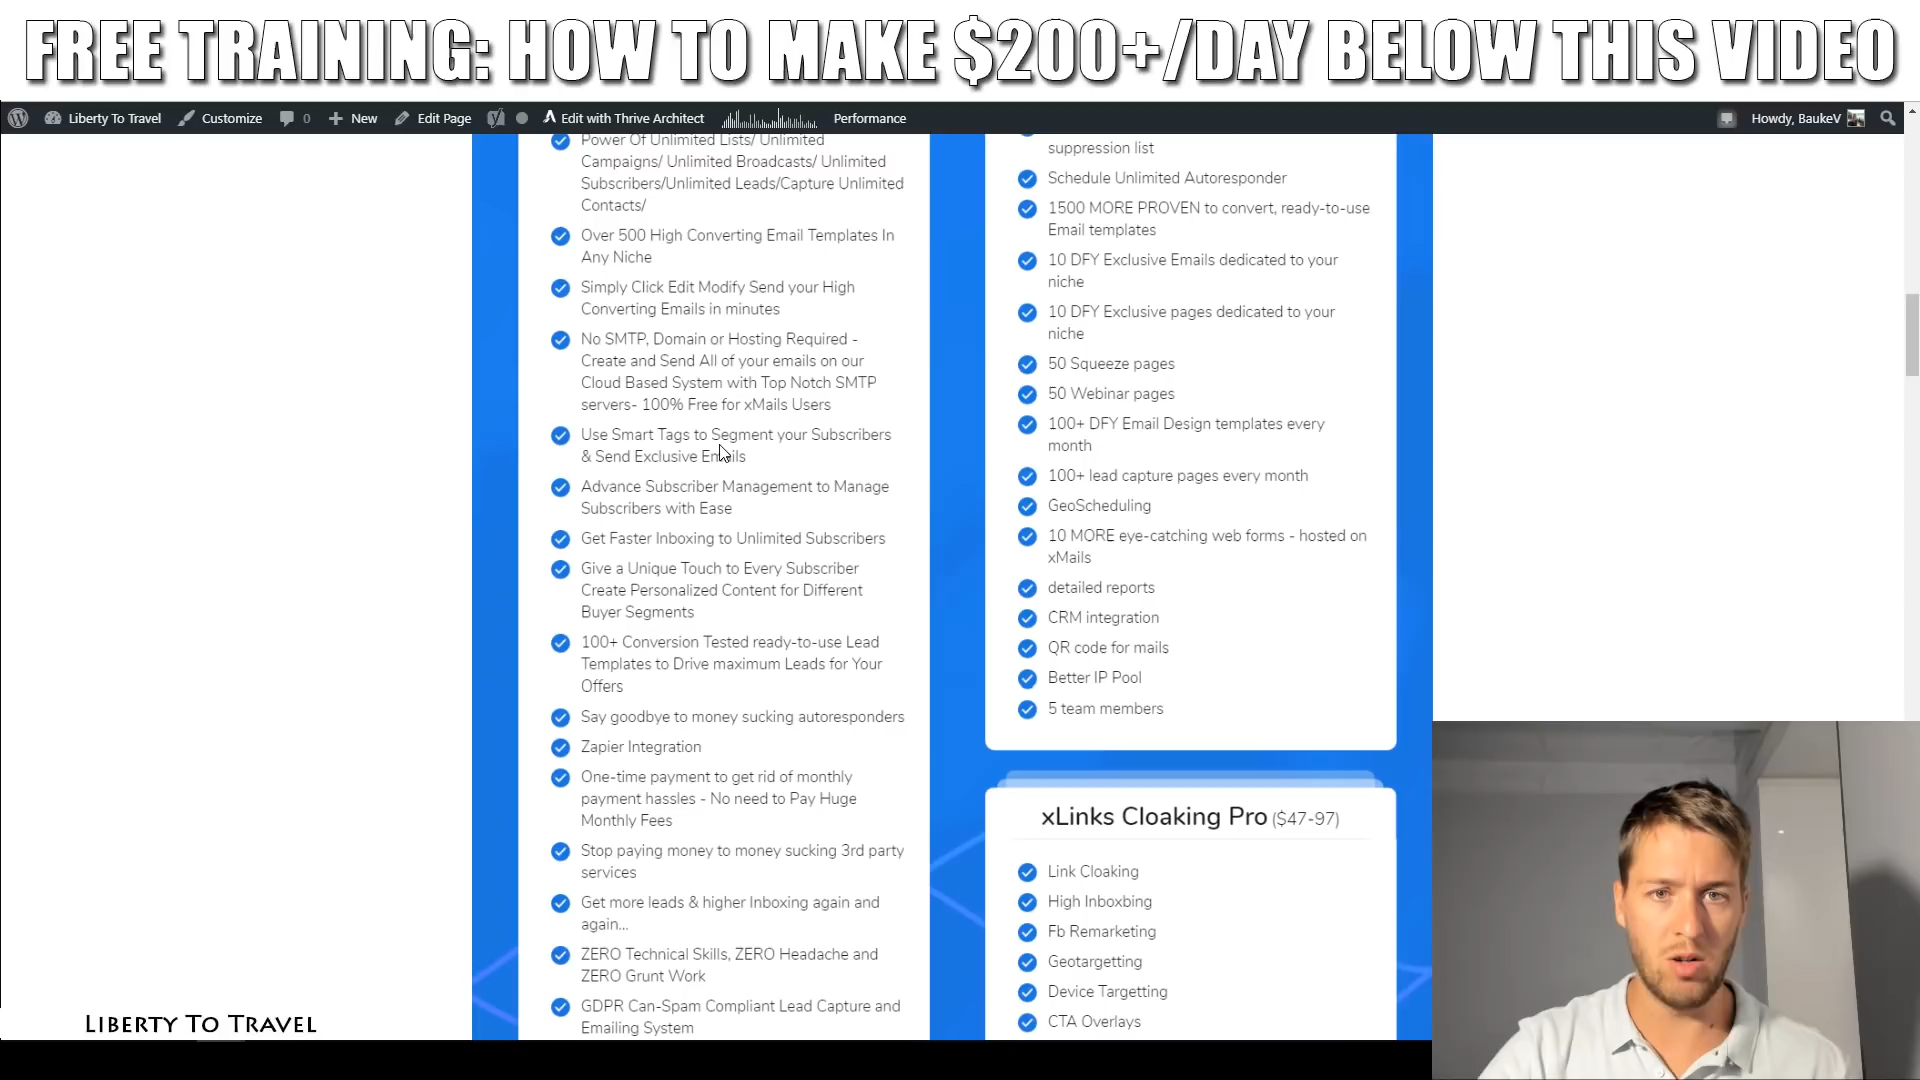 FREE TRAINING: HOW TO MAKE $200+/DAY BELOW THIS VIDEO
Liberty To Travel
Customize
0
New
Edit Page
Edit with Thrive Architect
Performance
Howdy, BaukeV
Power Of Unlimited Lists/ Unlimited
Campaigns/ Unlimited Broadcasts/ Unlimited
Subscribers/Unlimited Leads/Capture Unlimited
Contacts/
Over 500 High Converting Email Templates In
Any Niche
Simply Click Edit Modify Send your High
Converting Emails in minutes
No SMTP, Domain or Hosting Required -
Create and Send All of your emails on our
Cloud Based System with Top Notch SMTP
servers- 100% Free for xMails Users
Use Smart Tags to Segment your Subscribers
& Send Exclusive Emails
Advance Subscriber Management to Manage
Subscribers with Ease
Get Faster Inboxing to Unlimited Subscribers
Give a Unique Touch to Every Subscriber
Create Personalized Content for Different
Buyer Segments
100+ Conversion Tested ready-to-use Lead
Templates to Drive maximum Leads for Your
Offers
Say goodbye to money sucking autoresponders
Zapier Integration
One-time payment to get rid of monthly
payment hassles - No need to Pay Huge
Monthly Fees
Stop paying money to money sucking 3rd party
services
Get more leads & higher Inboxing again and
again...
ZERO Technical Skills, ZERO Headache and
ZERO Grunt Work
GDPR Can-Spam Compliant Lead Capture and
Emailing System
suppression list
Schedule Unlimited Autoresponder
1500 MORE PROVEN to convert, ready-to-use
Email templates
10 DFY Exclusive Emails dedicated to your
niche
10 DFY Exclusive pages dedicated to your
niche
50 Squeeze pages
50 Webinar pages
100+ DFY Email Design templates every
month
100+ lead capture pages every month
GeoScheduling
10 MORE eye-catching web forms - hosted on
xMails
detailed reports
CRM integration
QR code for mails
Better IP Pool
5 team members
xLinks Cloaking Pro ($47-97)
Link Cloaking
High Inboxbing
Fb Remarketing
Geotargetting
Device Targetting
CTA Overlays
LIBERTY TO TRAVEL